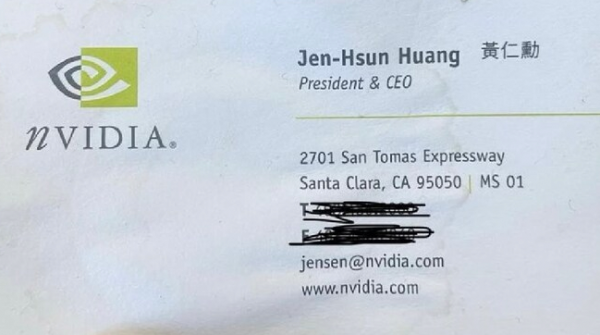 nVIDIA®
Jen-Hsun Huang 黃仁勳
President & CEO
2701 San Tomas Expressway
Santa Clara, CA 95050 | MS 01
jensen@nvidia.com
www.nvidia.com